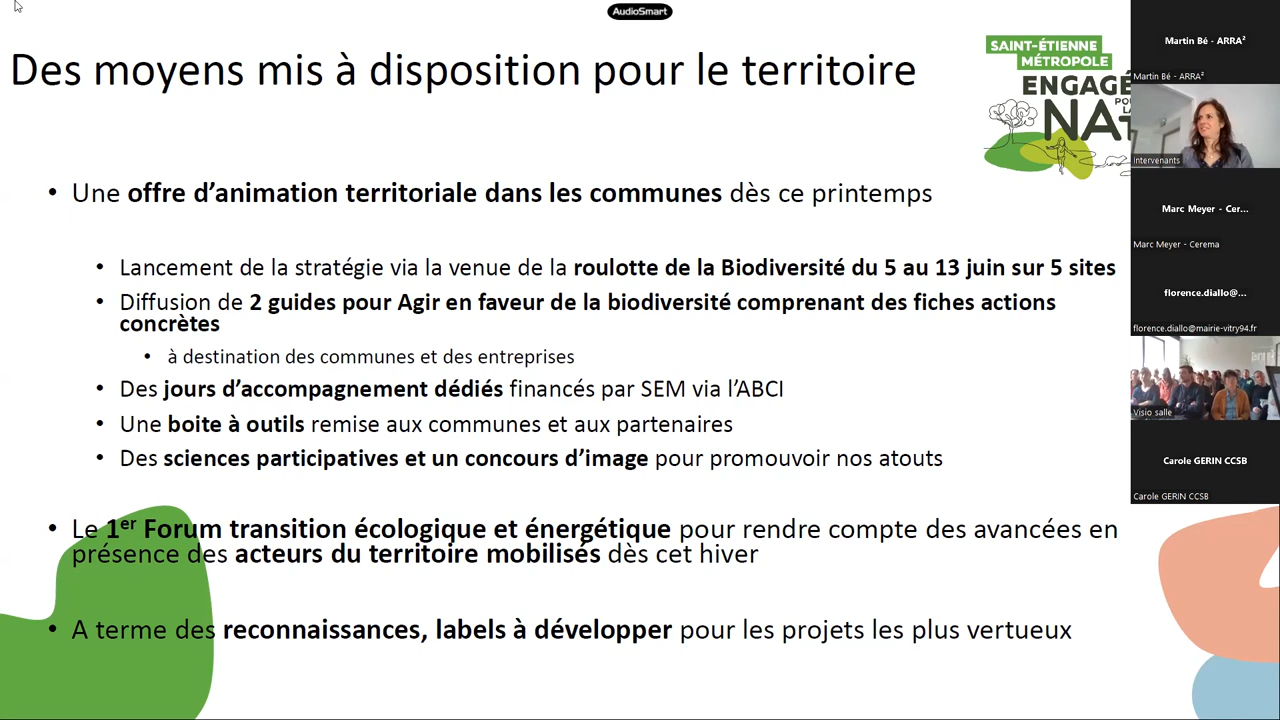 AudioSmart
Des moyens mis à disposition pour le territoire
SAINT-ÉTIENNE
MÉTROPOLE
ENGAGÉ
PO
LA
NAT
• Une offre d’animation territoriale dans les communes dès ce printemps
• Lancement de la stratégie via la venue de la roulotte de la Biodiversité du 5 au 13 juin sur 5 sites
• Diffusion de 2 guides pour Agir en faveur de la biodiversité comprenant des fiches actions
concrètes
• à destination des communes et des entreprises
• Des jours d’accompagnement dédiés financés par SEM via l’ABCI
• Une boite à outils remise aux communes et aux partenaires
• Des sciences participatives et un concours d’image pour promouvoir nos atouts
• Le 1er Forum transition écologique et énergétique pour rendre compte des avancées en
présence des acteurs du territoire mobilisés dès cet hiver
• A terme des reconnaissances, labels à développer pour les projets les plus vertueux
Martin Bé - ARRA²
Martin Bé - ARRA²
intervenants
Marc Meyer - Cer...
Marc Meyer - Cerema
florence.diallo@...
florence.diallo@mairie-vitry94.fr
Visio salle
Carole GERIN CCSB
Carole GERIN CCSB